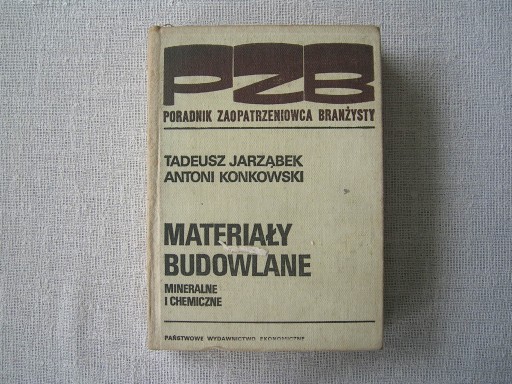 PZB
PORADNIK ZAOPATRZENIOWCA BRANŻYSTY
TADEUSZ JARZĄBEK
ANTONI KONKOWSKI
MATERIAŁY
BUDOWLANE
MINERALNE
I CHEMICZNE
PAŃSTWOWE WYDAWNICTWO EKONOMICZNE